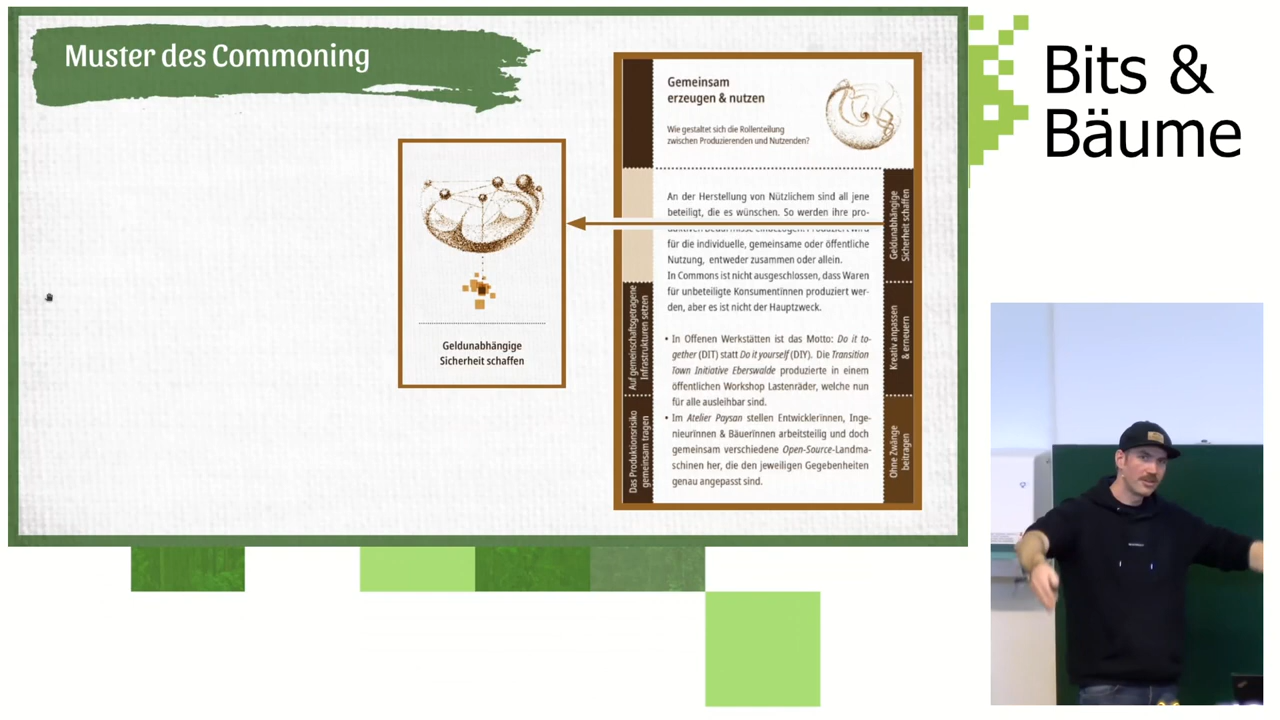 Muster des Commoning
Bits &
Bäume
Gemeinsam
erzeugen & nutzen
Wie gestaltet sich die Rollenteilung
zwischen Produzierenden und Nutzenden?
An der Herstellung von Nützlichem sind all jene
beteiligt, die es wünschen. So werden ihre pro-
für die individuelle, gemeinsame oder öffentliche
Nutzung, entweder zusammen oder allein.
In Commons ist nicht ausgeschlossen, dass Waren
für unbeteiligte Konsumentinnen produziert wer-
den, aber es ist nicht der Hauptzweck.
• In Offenen Werkstätten ist das Motto: Do it to-
gether (DIT) statt Do it yourself (DIY). Die Transition
Town Initiative Eberswalde produzierte in einem
öffentlichen Workshop Lastenräder, welche nun
für alle ausleihbar sind.
• Im Atelier Paysan stellen Entwicklerinnen, Inge-
nieurinnen & Bäuerinnen arbeitsteilig und doch
gemeinsam verschiedene Open-Source-Landma-
schinen her, die den jeweiligen Gegebenheiten
genau angepasst sind.
Auf gemeinschaftsgetragene
Infrastrukturen setzen
Das Produktionsrisiko
gemeinsam tragen
Geldunabhängige
Sicherheit schaffen
Kreativ anpassen
& erneuern
Ohne Zwänge
beitragen
Geldunabhängige
Sicherheit schaffen